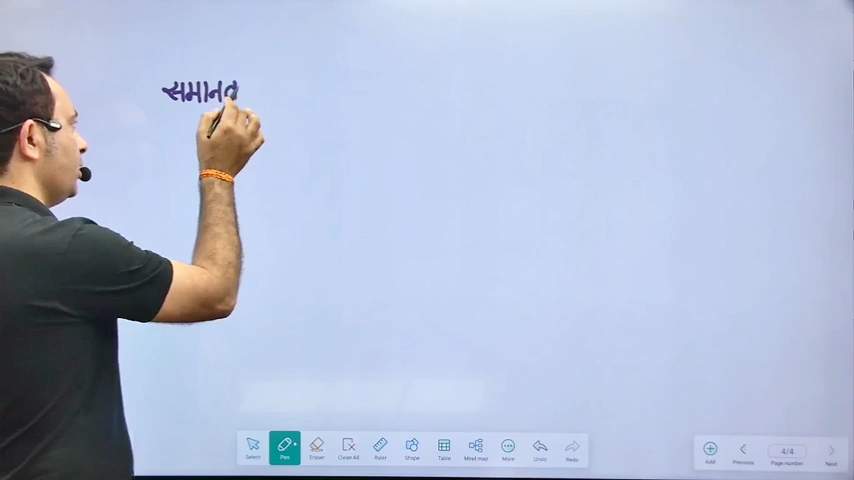 સમાનત
Select
Pen
Eraser
Clean All
Ruler
Shape
Table
Mind map
More
Undo
Redo
Add
Previous
4/4
Page number
Next